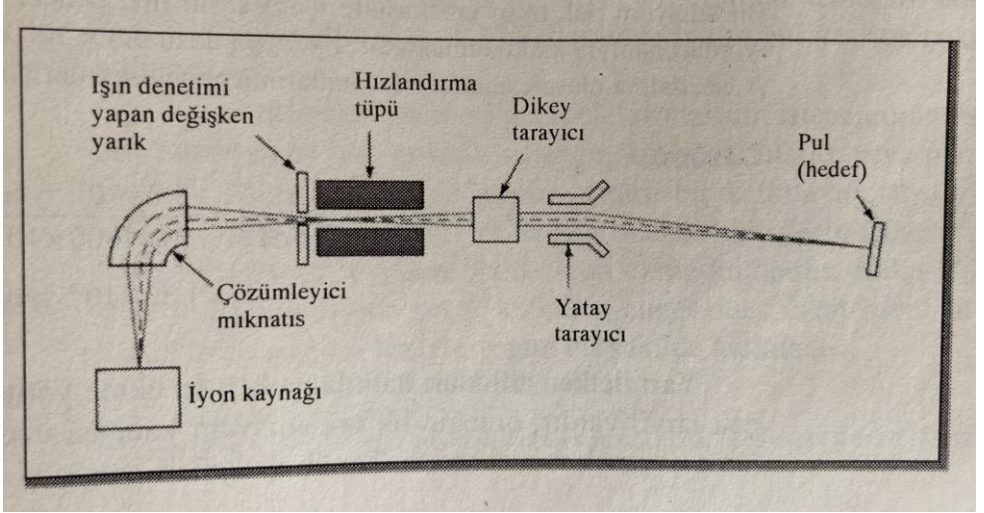 Işın denetimi
yapan değişken
yarık
Hızlandırma
tüpü
Dikey
tarayıcı
Pul
(hedef)
Çözümleyici
mıknatıs
Yatay
tarayıcı
İyon kaynağı